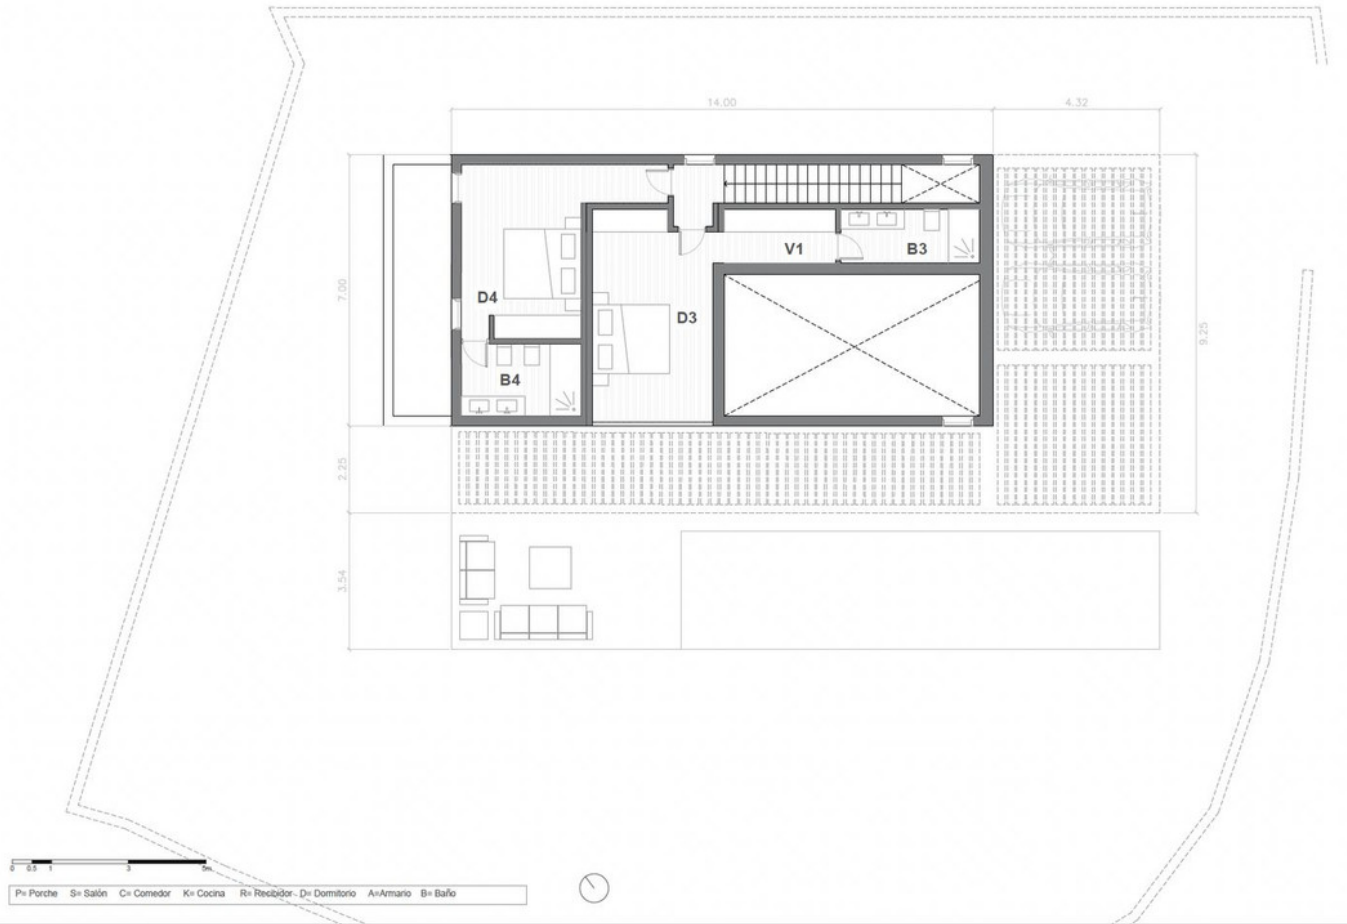 14.00
4.32
7.00
9.25
2.25
3.54
V1
B3
D4
D3
B4
0 0.5 1 3 5m
P= Porche S= Salón C= Comedor K= Cocina R= Recibidor D= Dormitorio A=Armario B= Baño